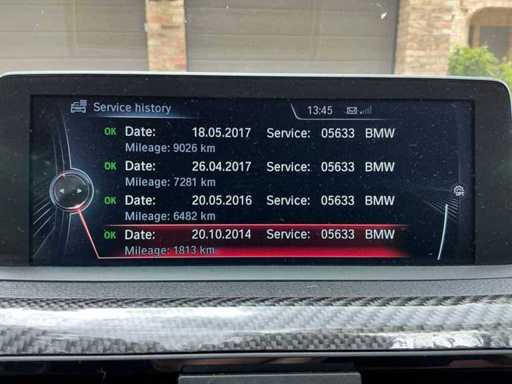 Service history
13:45
OK Date: 18.05.2017 Service: 05633 BMW
Mileage: 9026 km
OK Date: 26.04.2017 Service: 05633 BMW
Mileage: 7281 km
OK Date: 20.05.2016 Service: 05633 BMW
Mileage: 6482 km
OK Date: 20.10.2014 Service: 05633 BMW
Mileage: 1813 km